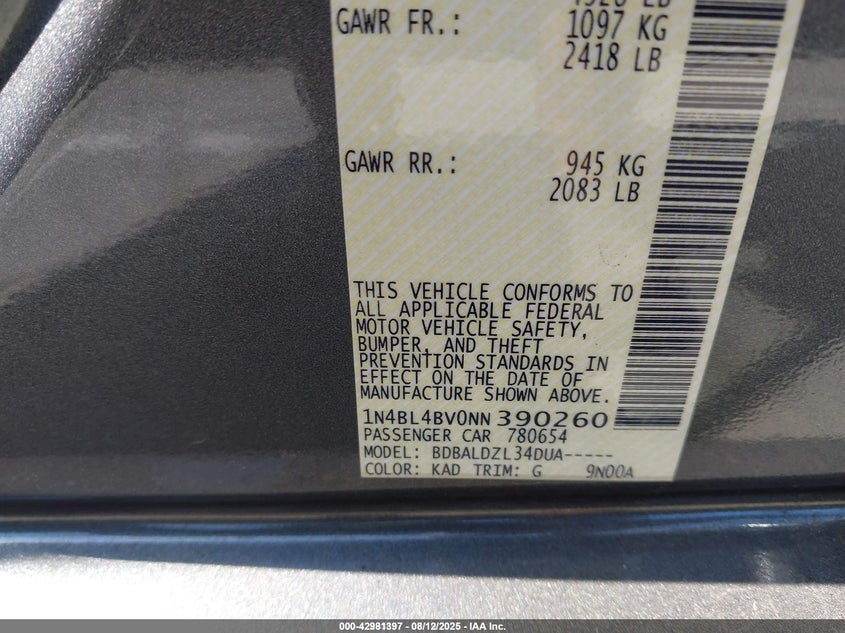 GAWR FR.: 1097 KG
2418 LB
GAWR RR.: 945 KG
2083 LB
THIS VEHICLE CONFORMS TO
ALL APPLICABLE FEDERAL
MOTOR VEHICLE SAFETY,
BUMPER, AND THEFT
PREVENTION STANDARDS IN
EFFECT ON THE DATE OF
MANUFACTURE SHOWN ABOVE.
1N4BL4BV0NN390260
PASSENGER CAR 780654
MODEL: BDBALDZL34DUA-----
COLOR: KAD TRIM: G 9N00A
000-42981397 - 08/12/2025 - IAA Inc.